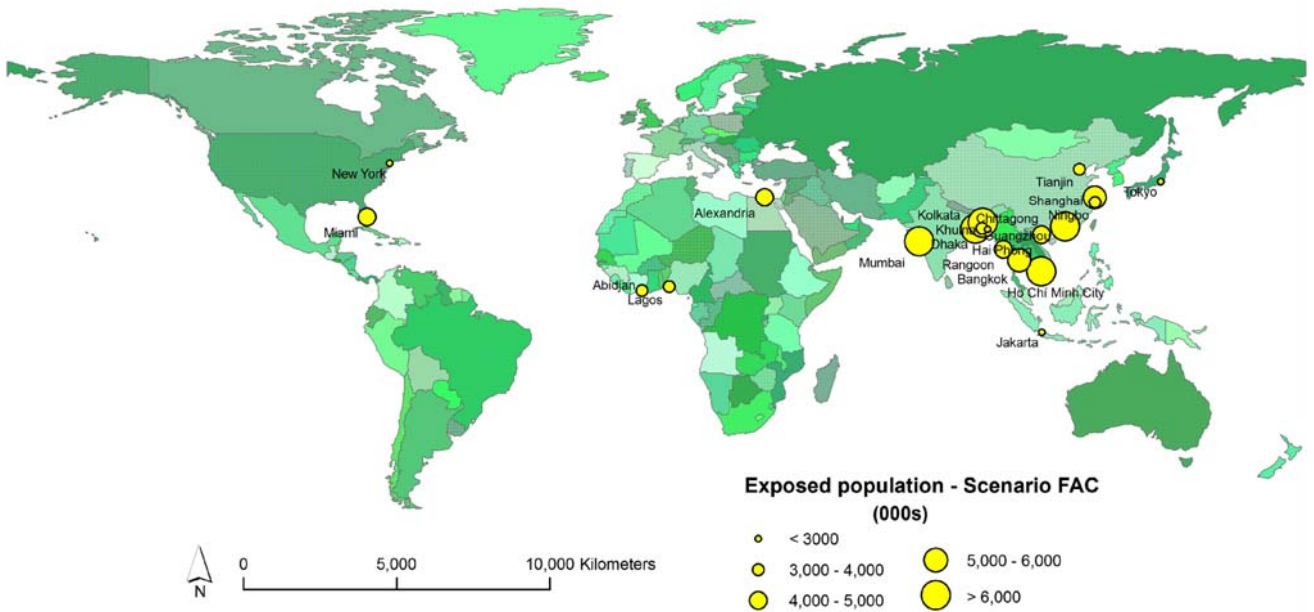 New York
Miami
Alexandria
Abidjan
Lagos
Tianjin
Tokyo
Shanghai
Ningbo
Kolkata
Chittagong
Khulna
Guangzhou
Dhaka
Hai Phong
Mumbai
Rangoon
Bangkok
Ho Chi Minh City
Jakarta
Exposed population - Scenario FAC
(000s)
< 3000
3,000 - 4,000
4,000 - 5,000
5,000 - 6,000
> 6,000
N
0 5,000 10,000 Kilometers